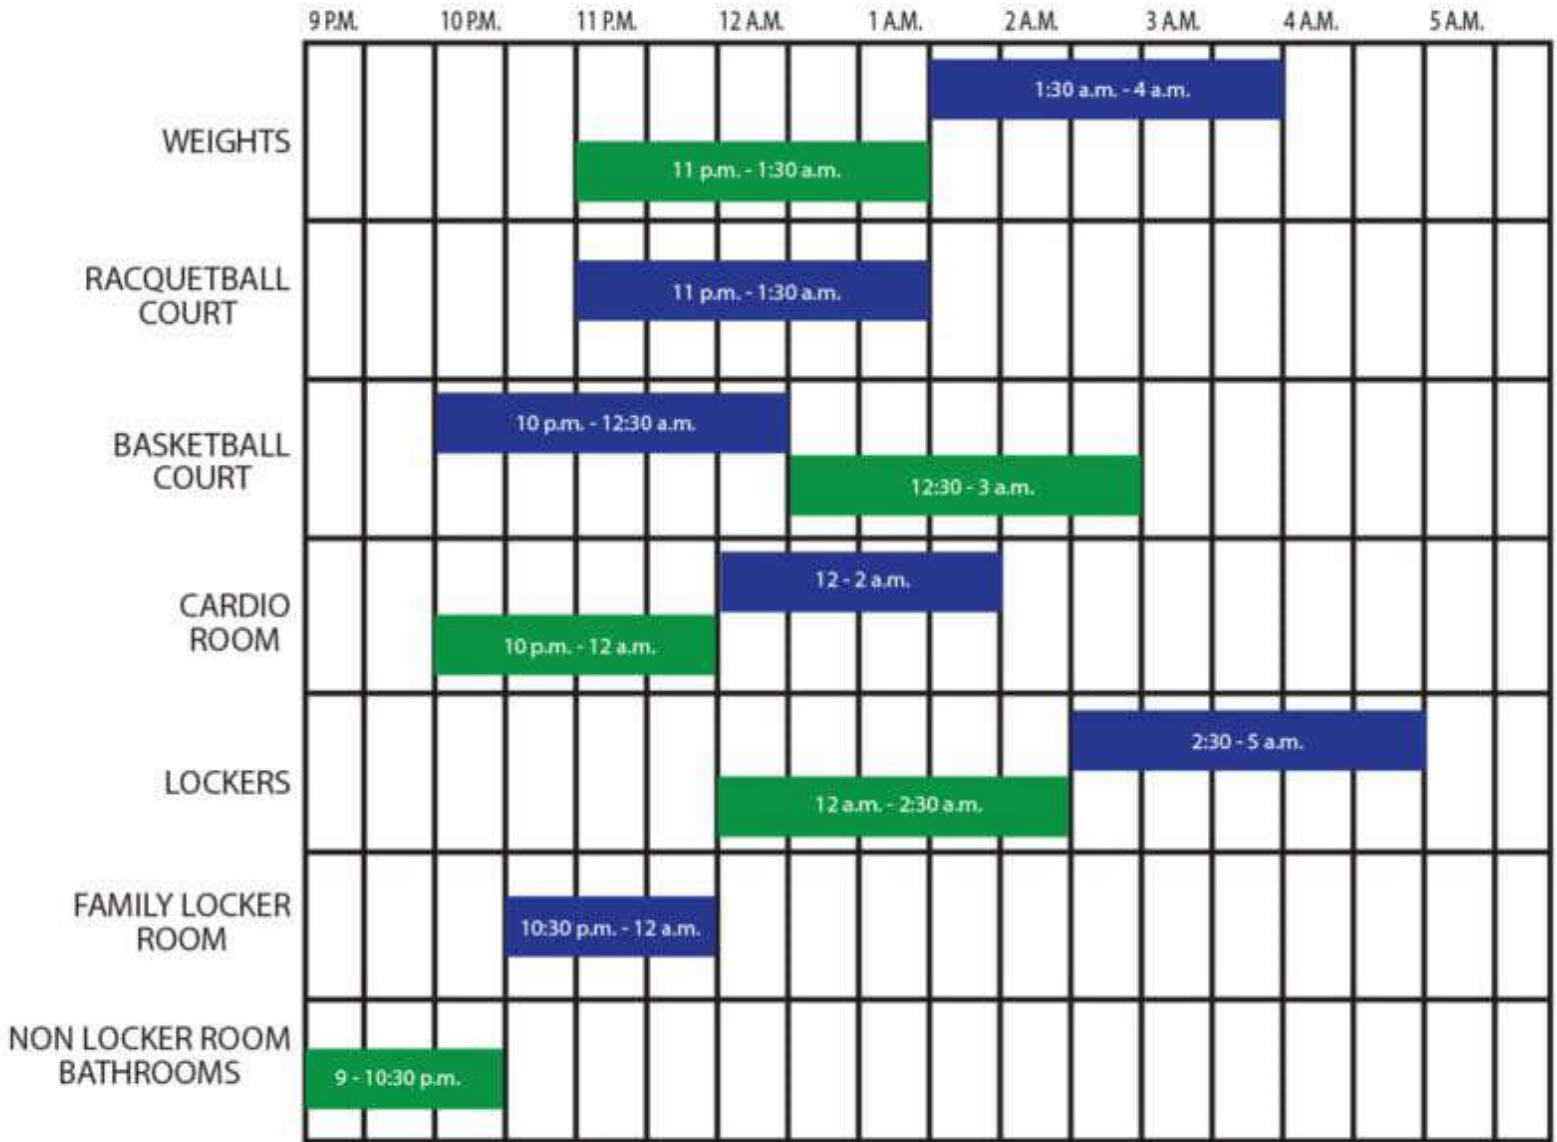 9 P.M. 10 P.M. 11 P.M. 12 A.M. 1 A.M. 2 A.M. 3 A.M. 4 A.M. 5 A.M.
1:30 a.m. - 4 a.m.
WEIGHTS
11 p.m. - 1:30 a.m.
RACQUETBALL
COURT
11 p.m. - 1:30 a.m.
10 p.m. - 12:30 a.m.
BASKETBALL
COURT
12:30 - 3 a.m.
12 - 2 a.m.
CARDIO
ROOM
10 p.m. - 12 a.m.
2:30 - 5 a.m.
LOCKERS
12 a.m. - 2:30 a.m.
FAMILY LOCKER
ROOM
10:30 p.m. - 12 a.m.
NON LOCKER ROOM
BATHROOMS
9 - 10:30 p.m.